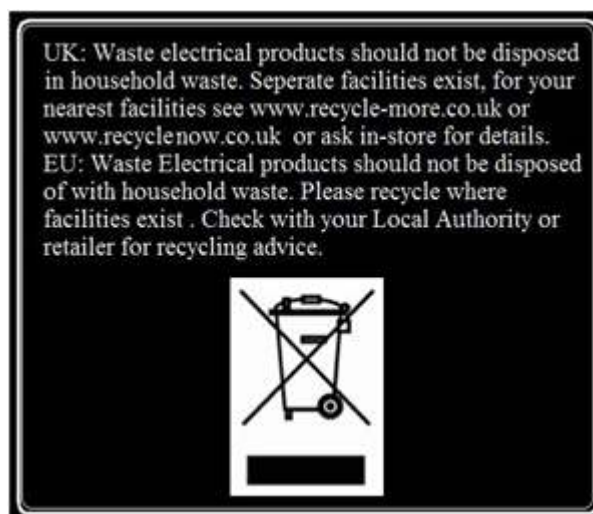 UK: Waste electrical products should not be disposed
in household waste. Seperate facilities exist, for your
nearest facilities see www.recycle-more.co.uk or
www.recyclenow.co.uk or ask in-store for details.
EU: Waste Electrical products should not be disposed
of with household waste. Please recycle where
facilities exist . Check with your Local Authority or
retailer for recycling advice.